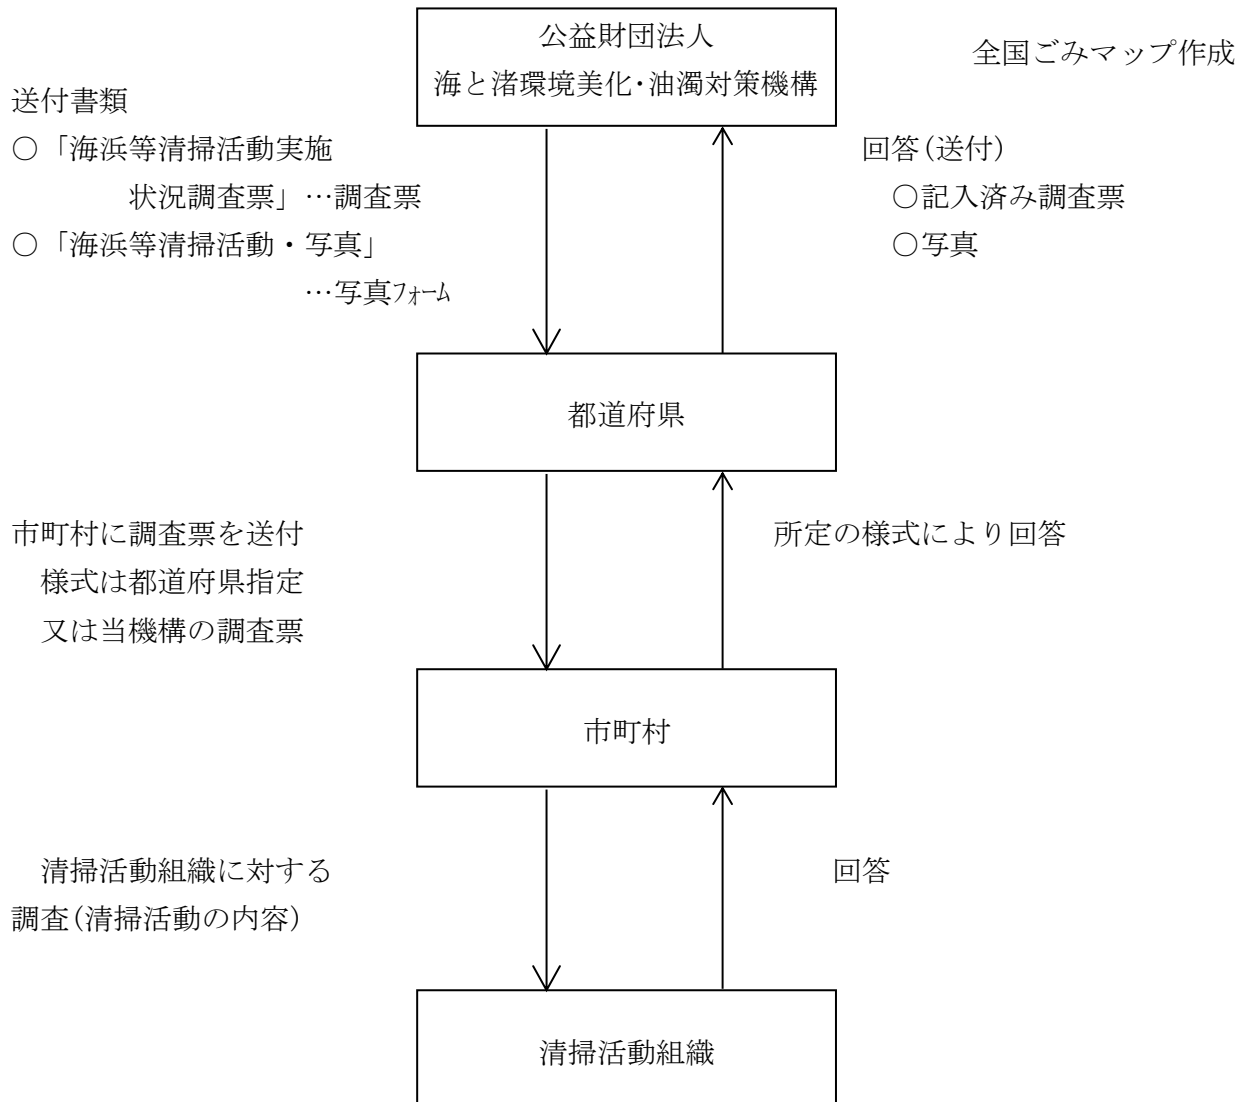 公益財団法人
海と渚環境美化・油濁対策機構
全国ごみマップ作成
送付書類
○「海浜等清掃活動実施
状況調査票」…調査票
○「海浜等清掃活動・写真」
…写真フォーム
回答(送付)
○記入済み調査票
○写真
都道府県
市町村に調査票を送付
様式は都道府県指定
又は当機構の調査票
所定の様式により回答
市町村
清掃活動組織に対する
調査(清掃活動の内容)
回答
清掃活動組織